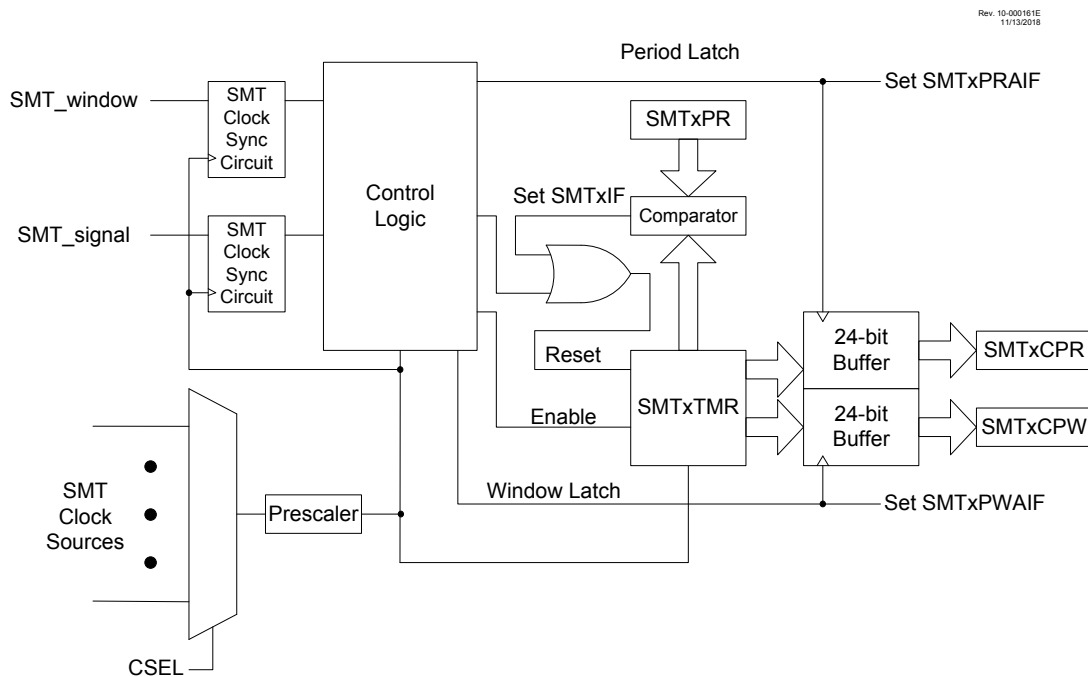 Rev. 10-000161E
11/13/2018
Period Latch
SMT_window
SMT
Clock
Sync
Circuit
Set SMTxPRAIF
SMTxPR
Control
Logic
Set SMTxIF
Comparator
SMT_signal
SMT
Clock
Sync
Circuit
Reset
SMTxTMR
24-bit
Buffer
SMTxCPR
Enable
24-bit
Buffer
SMTxCPW
Window Latch
Set SMTxPWAIF
SMT
Clock
Sources
Prescaler
CSEL